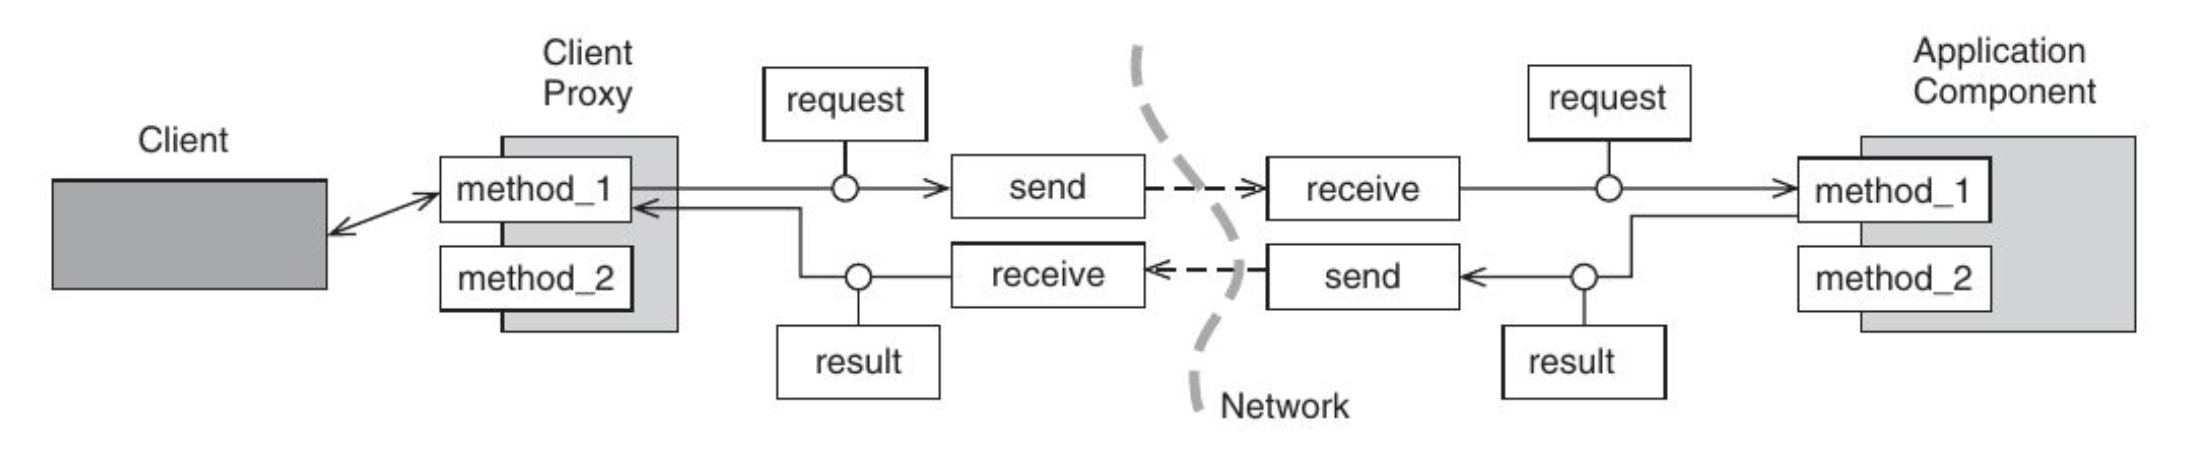 Client
Client
Proxy
method_1
method_2
request
send
receive
result
Network
receive
send
request
result
Application
Component
method_1
method_2